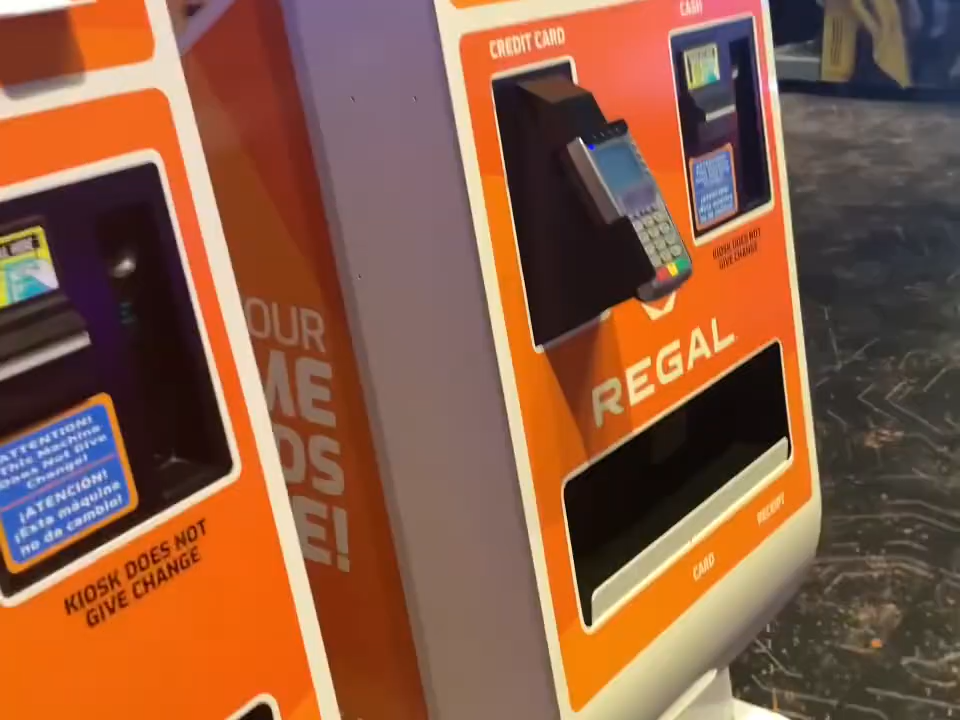 CREDIT CARD
CASH
KIOSK DOES NOT
GIVE CHANGE
REGAL
CARD
RECEIPT
OUR
ME
DS
E!
ATTENTION!
This Machine
Does Not Give
Change!
¡ATENCIÓN!
¡Esta máquina
no da cambio!
KIOSK DOES NOT
GIVE CHANGE